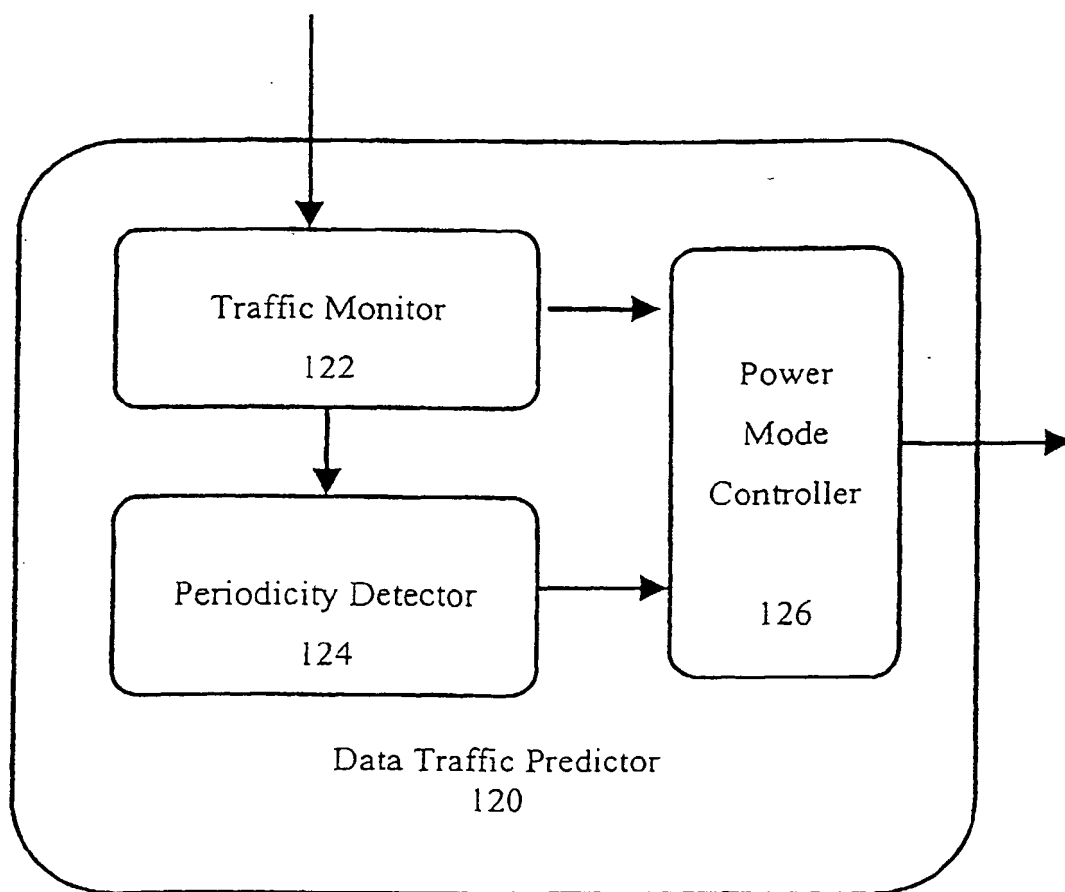 Traffic Monitor
122
Power
Mode
Controller
126
Periodicity Detector
124
Data Traffic Predictor
120